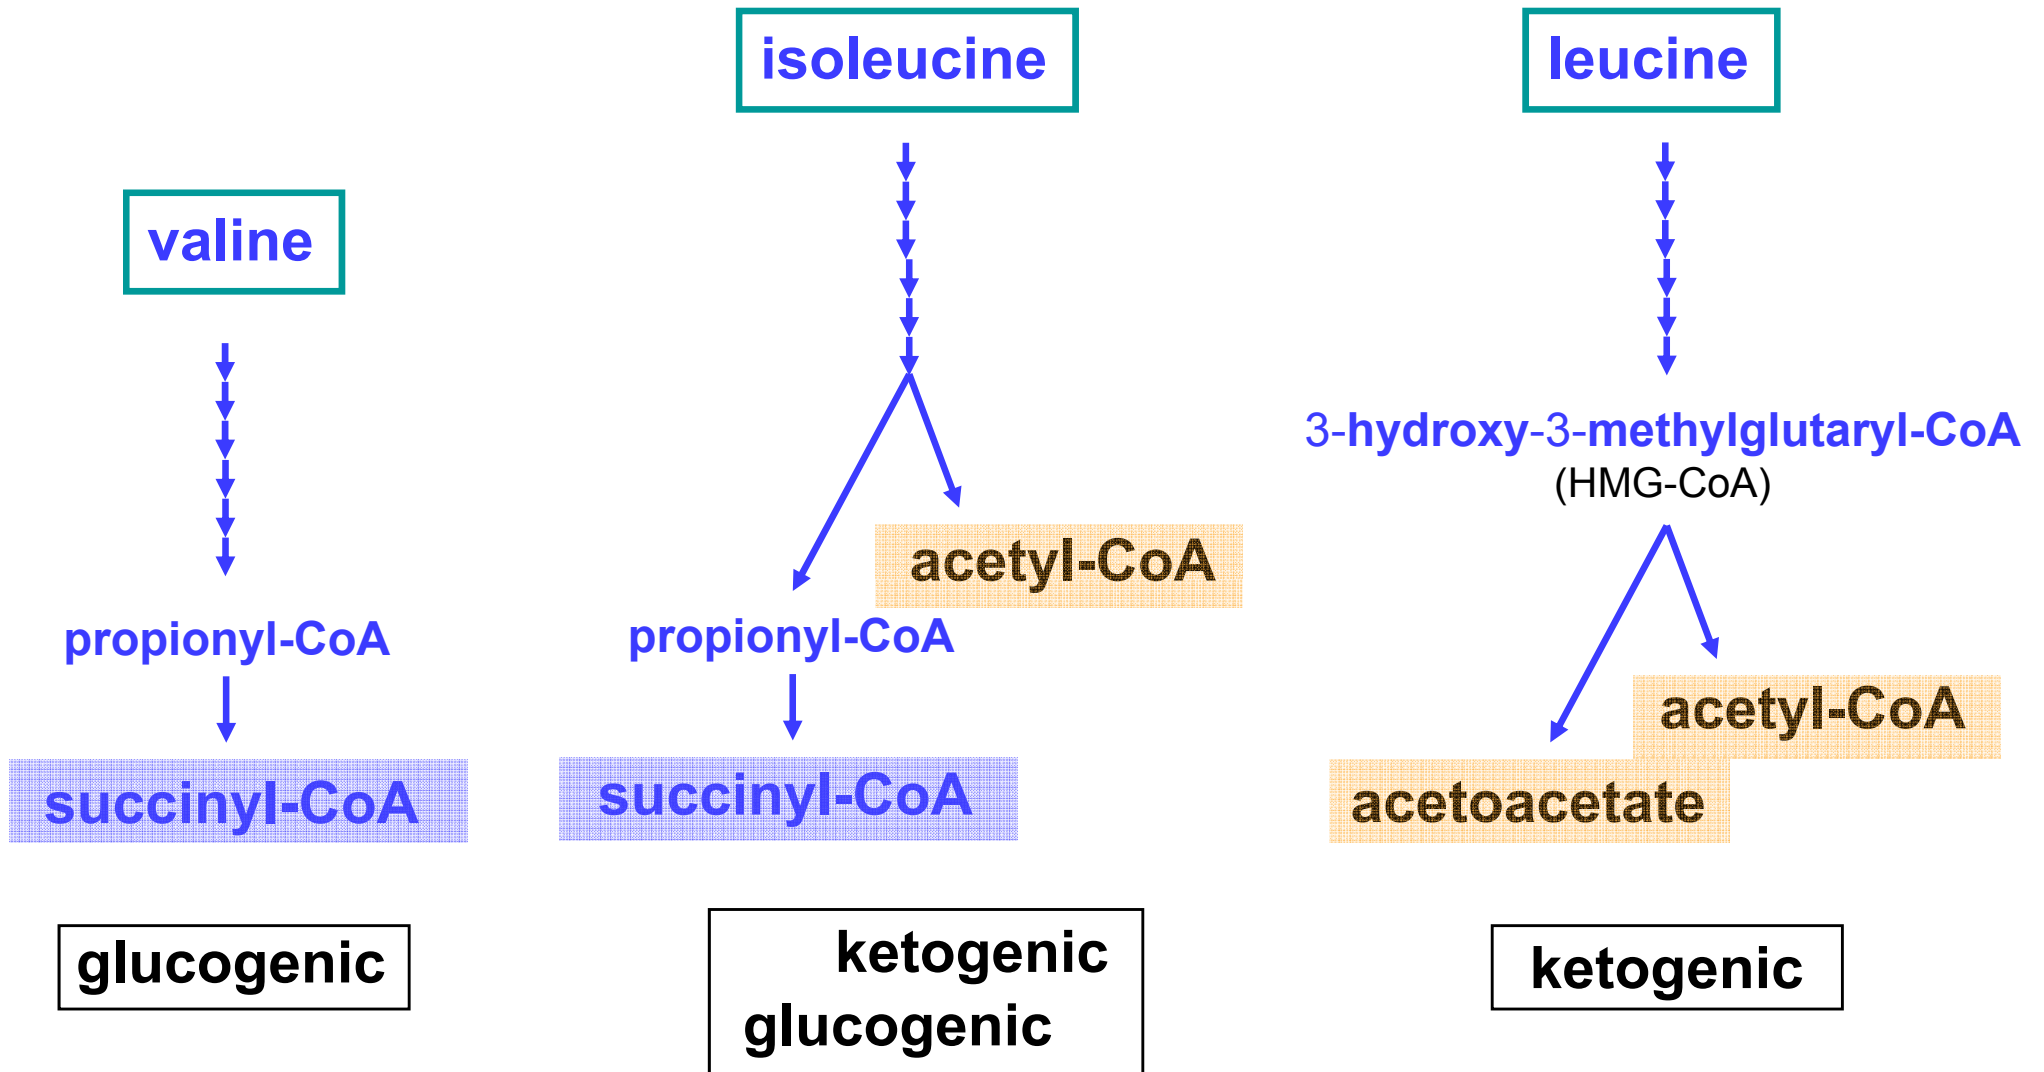 valine
propionyl-CoA
succinyl-CoA
glucogenic
isoleucine
acetyl-CoA
propionyl-CoA
succinyl-CoA
ketogenic
glucogenic
leucine
3-hydroxy-3-methylglutaryl-CoA
(HMG-CoA)
acetyl-CoA
acetoacetate
ketogenic